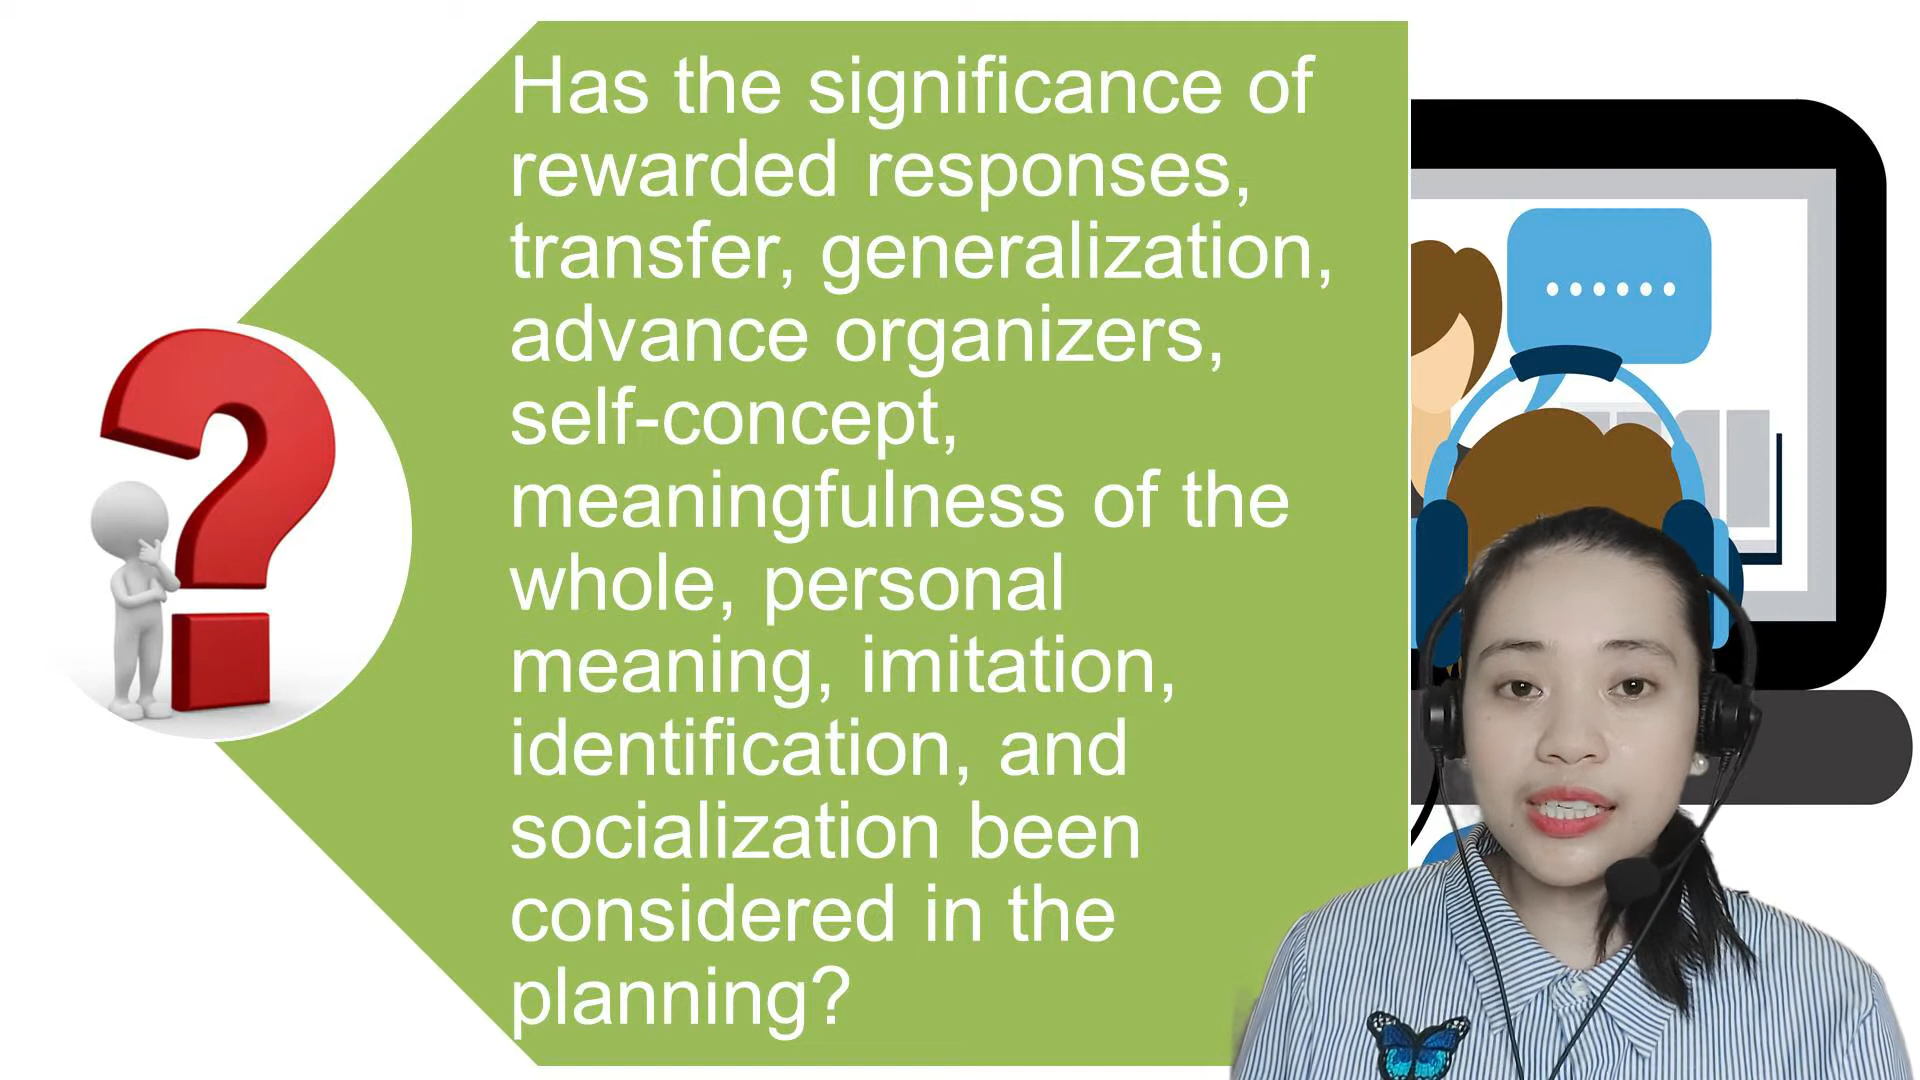 Has the significance of
rewarded responses,
transfer, generalization,
advance organizers,
self-concept,
meaningfulness of the
whole, personal
meaning, imitation,
identification, and
socialization been
considered in the
planning?